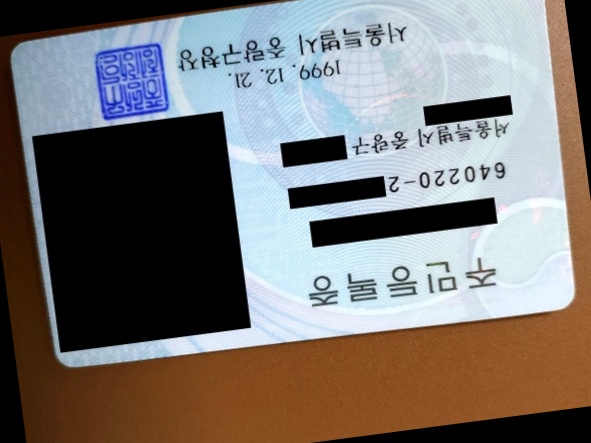 주민등록증
640220-2
서울특별시 중랑구
1999. 12. 21.
서울특별시 중랑구청장